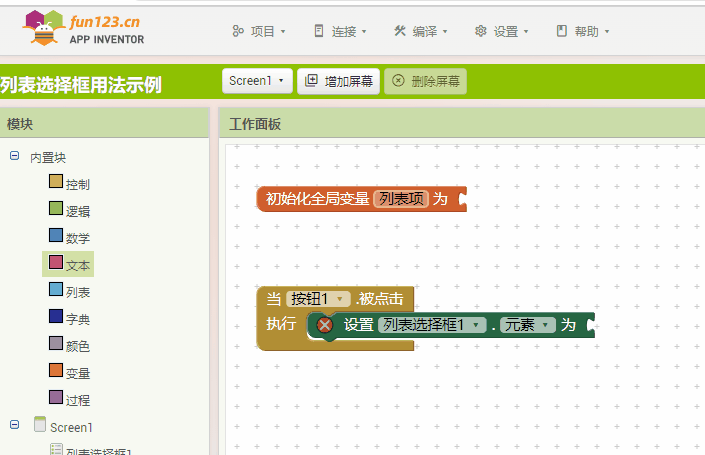 fun123.cn
APP INVENTOR
项目 连接 编译 设置 帮助
列表选择框用法示例 Screen1 增加屏幕 删除屏幕
模块
工作面板
内置块
控制
逻辑
数学
文本
列表
字典
颜色
变量
过程
Screen1
列表选择框1
初始化全局变量 列表项 为
当 按钮1 .被点击
执行 设置 列表选择框1 . 元素 为